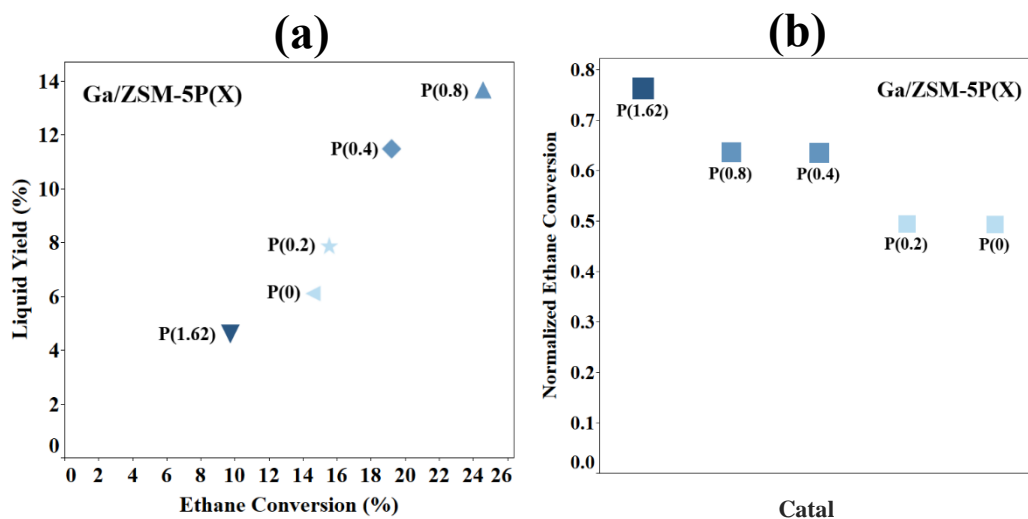 (a)
Ga/ZSM-5P(X)
Liquid Yield (%)
14
12
10
8
6
4
2
0
P(0.8)
P(0.4)
P(0.2)
P(0)
P(1.62)
0 2 4 6 8 10 12 14 16 18 20 22 24 26
Ethane Conversion (%)
(b)
Ga/ZSM-5P(X)
Normalized Ethane Conversion
0.8
0.7
0.6
0.5
0.4
0.3
0.2
0.1
0.0
P(1.62)
P(0.8)
P(0.4)
P(0.2)
P(0)
Catal